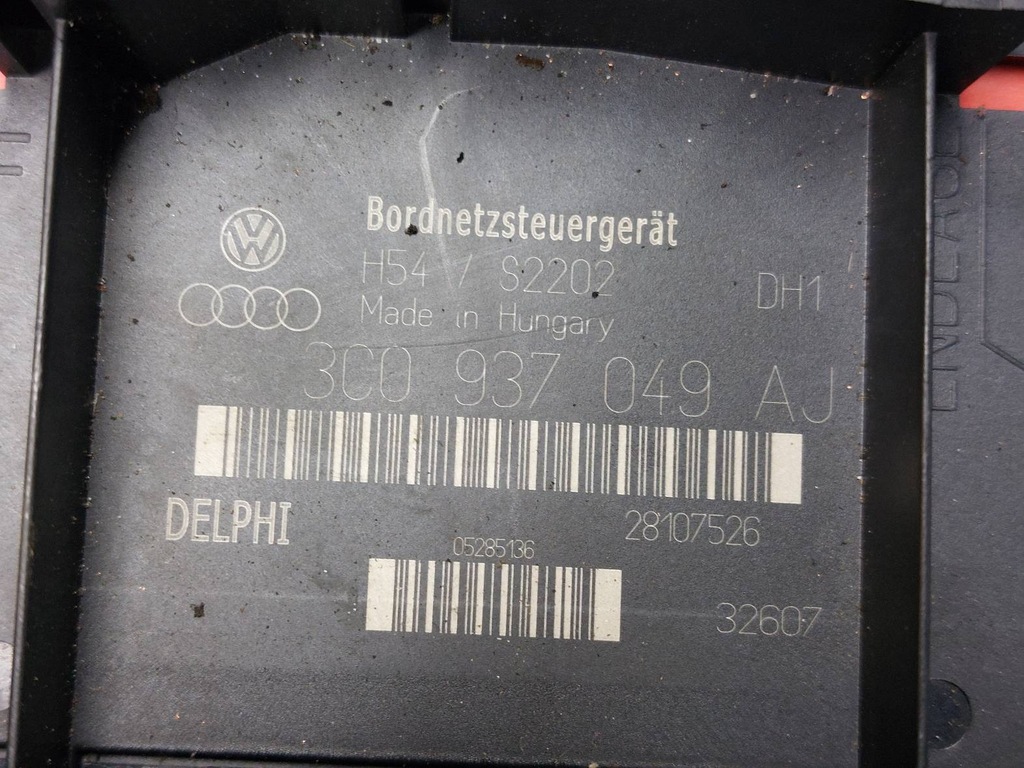 Bordnetzsteuergerät
H54 / S2202 DH1
Made in Hungary
3C0 937 049 AJ
DELPHI 28107526
05285136
32607